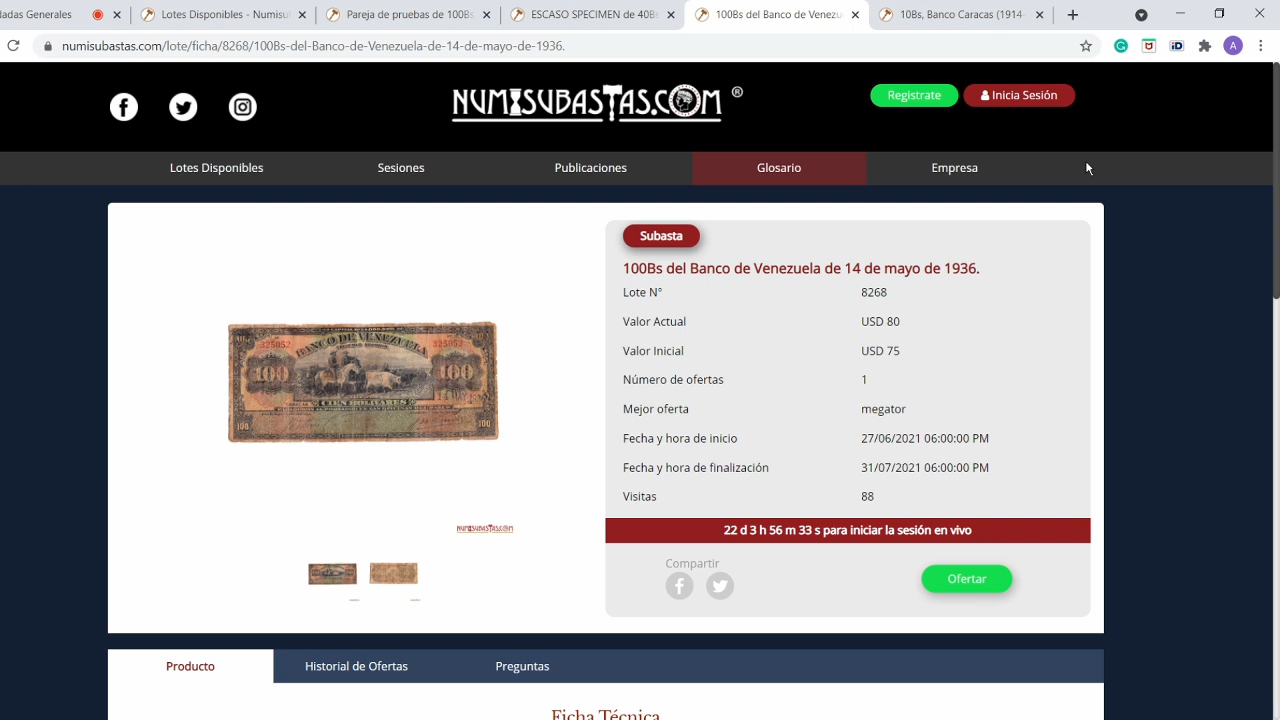 adas Generales
Lotes Disponibles - Numisu
Pareja de pruebas de 100Bs
ESCASO SPECIMEN de 40Bs
100Bs del Banco de Venezu
10Bs, Banco Caracas (1914-
numisubastas.com/lote/ficha/8268/100Bs-del-Banco-de-Venezuela-de-14-de-mayo-de-1936.
A
NUMISUBASTAS.COM ®
Registrate
Inicia Sesión
Lotes Disponibles
Sesiones
Publicaciones
Glosario
Empresa
Subasta
100Bs del Banco de Venezuela de 14 de mayo de 1936.
Lote N° 8268
Valor Actual USD 80
Valor Inicial USD 75
Número de ofertas 1
Mejor oferta megator
Fecha y hora de inicio 27/06/2021 06:00:00 PM
Fecha y hora de finalización 31/07/2021 06:00:00 PM
Visitas 88
22 d 3 h 56 m 33 s para iniciar la sesión en vivo
Compartir
Ofertar
BANCO DE VENEZUELA
325052 325052
100 100
CIEN BOLIVARES
100 100
NUMISUBASTAS.COM
Producto
Historial de Ofertas
Preguntas
Ficha Técnica